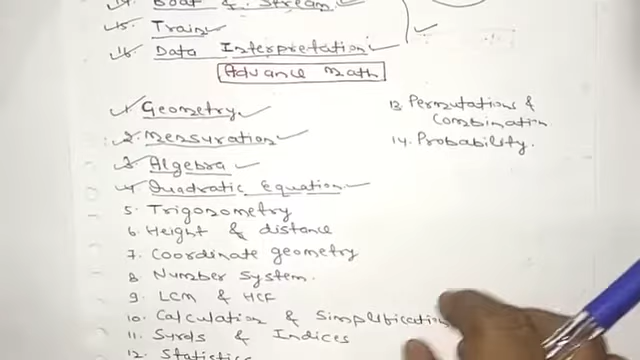 14. Boat & Stream
15. Train
16. Data Interpretation
Advance math
1. Geometry
2. Mensuration
3. Algebra
4. Quadratic Equation
5. Trigonometry
6. Height & distance
7. Coordinate geometry
8. Number System.
9. LCM & HCF
10. Calculation & Simplification
11. Surds & Indices
12. Statistics
13. Permutations &
Combination
14. Probability.